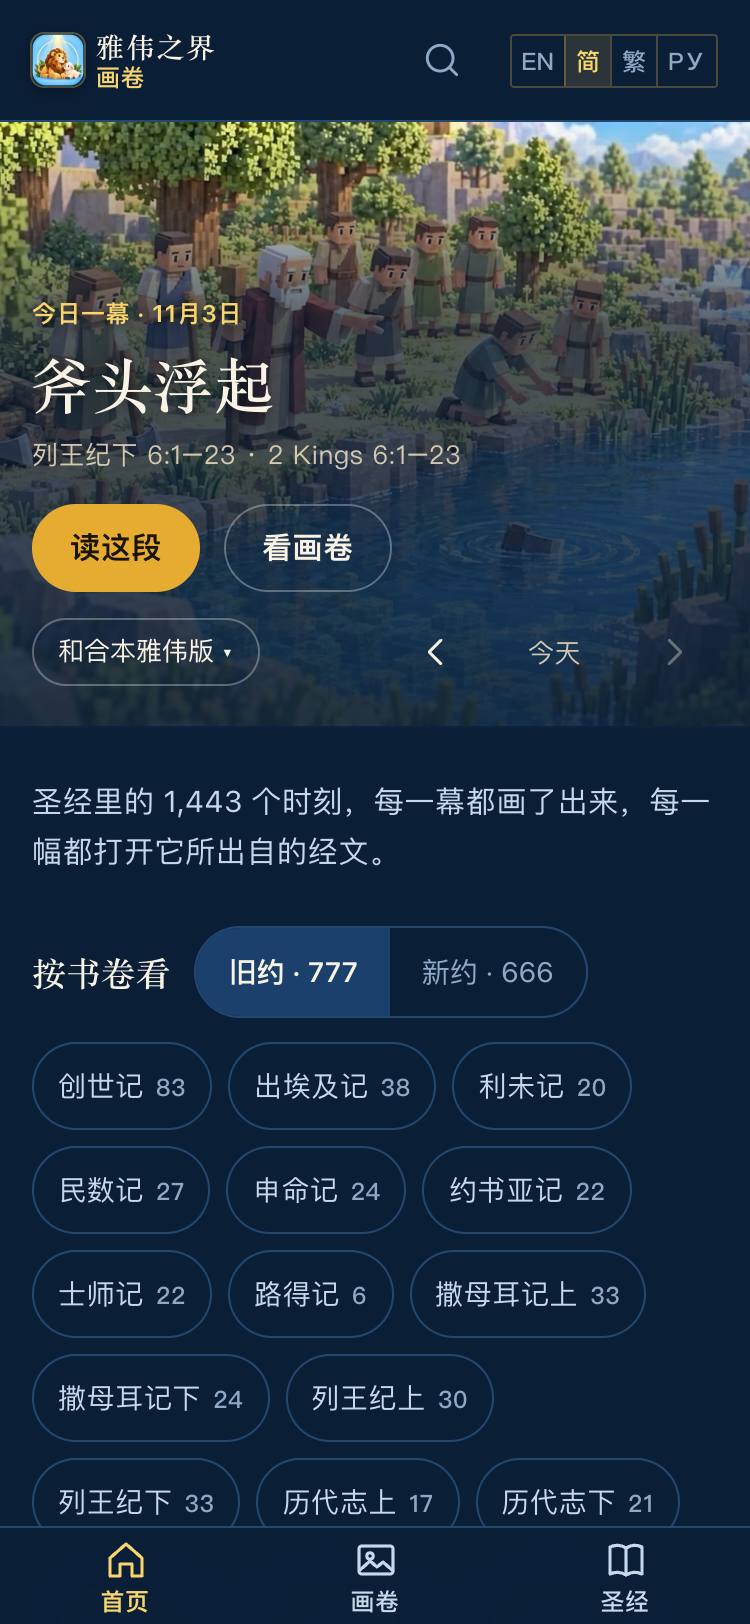 雅伟之界
画卷
EN 简 繁 РУ
今日一幕 · 11月3日
斧头浮起
列王纪下 6:1–23 · 2 Kings 6:1–23
读这段 看画卷
和合本雅伟版 ▾ 今天
圣经里的 1,443 个时刻，每一幕都画了出来，每一
幅都打开它所出自的经文。
按书卷看 旧约 · 777 新约 · 666
创世记 83 出埃及记 38 利未记 20
民数记 27 申命记 24 约书亚记 22
士师记 22 路得记 6 撒母耳记上 33
撒母耳记下 24 列王纪上 30
列王纪下 33 历代志上 17 历代志下 21
首页 画卷 圣经